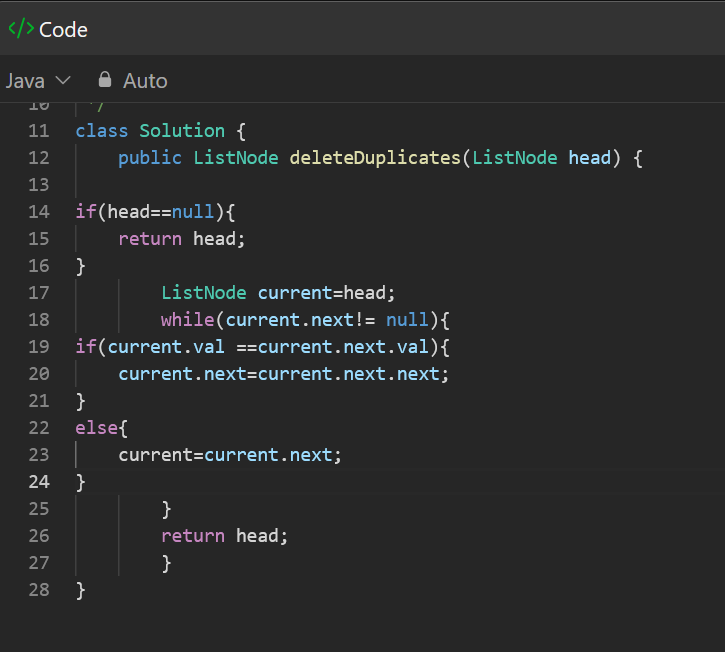 </> Code
Java Auto
10 */
11 class Solution {
12 public ListNode deleteDuplicates(ListNode head) {
13
14 if(head==null){
15 return head;
16 }
17 ListNode current=head;
18 while(current.next!= null){
19 if(current.val ==current.next.val){
20 current.next=current.next.next;
21 }
22 else{
23 current=current.next;
24 }
25 }
26 return head;
27 }
28 }